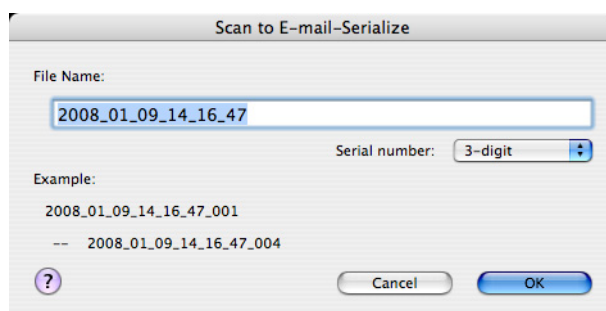 Scan to E-mail-Serialize
File Name:
2008_01_09_14_16_47
Serial number: 3-digit
Example:
2008_01_09_14_16_47_001
-- 2008_01_09_14_16_47_004
? Cancel OK